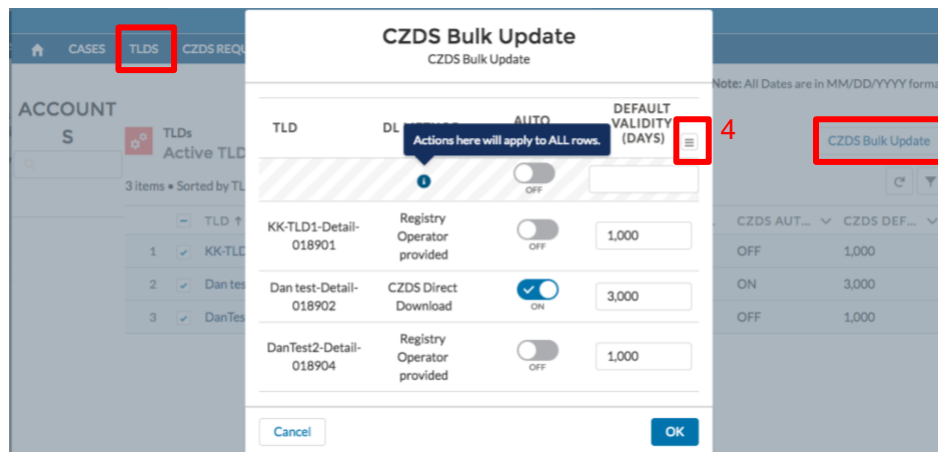 CASES
TLDS
CZDS REQU
Note: All Dates are in MM/DD/YYYY forma
ACCOUNT
S
TLDs
Active TLD
CZDS Bulk Update
3 items • Sorted by TL
TLD
CZDS AUT...
CZDS DEF...
1
KK-TLD
OFF
1,000
2
Dan tes
ON
3,000
3
DanTes
OFF
1,000
CZDS Bulk Update
CZDS Bulk Update
TLD
AUTO
DEFAULT
VALIDITY
(DAYS)
4
Actions here will apply to ALL rows.
OFF
KK-TLD1-Detail-
018901
Registry
Operator
provided
OFF
1,000
Dan test-Detail-
018902
CZDS Direct
Download
ON
3,000
DanTest2-Detail-
018904
Registry
Operator
provided
OFF
1,000
Cancel
OK